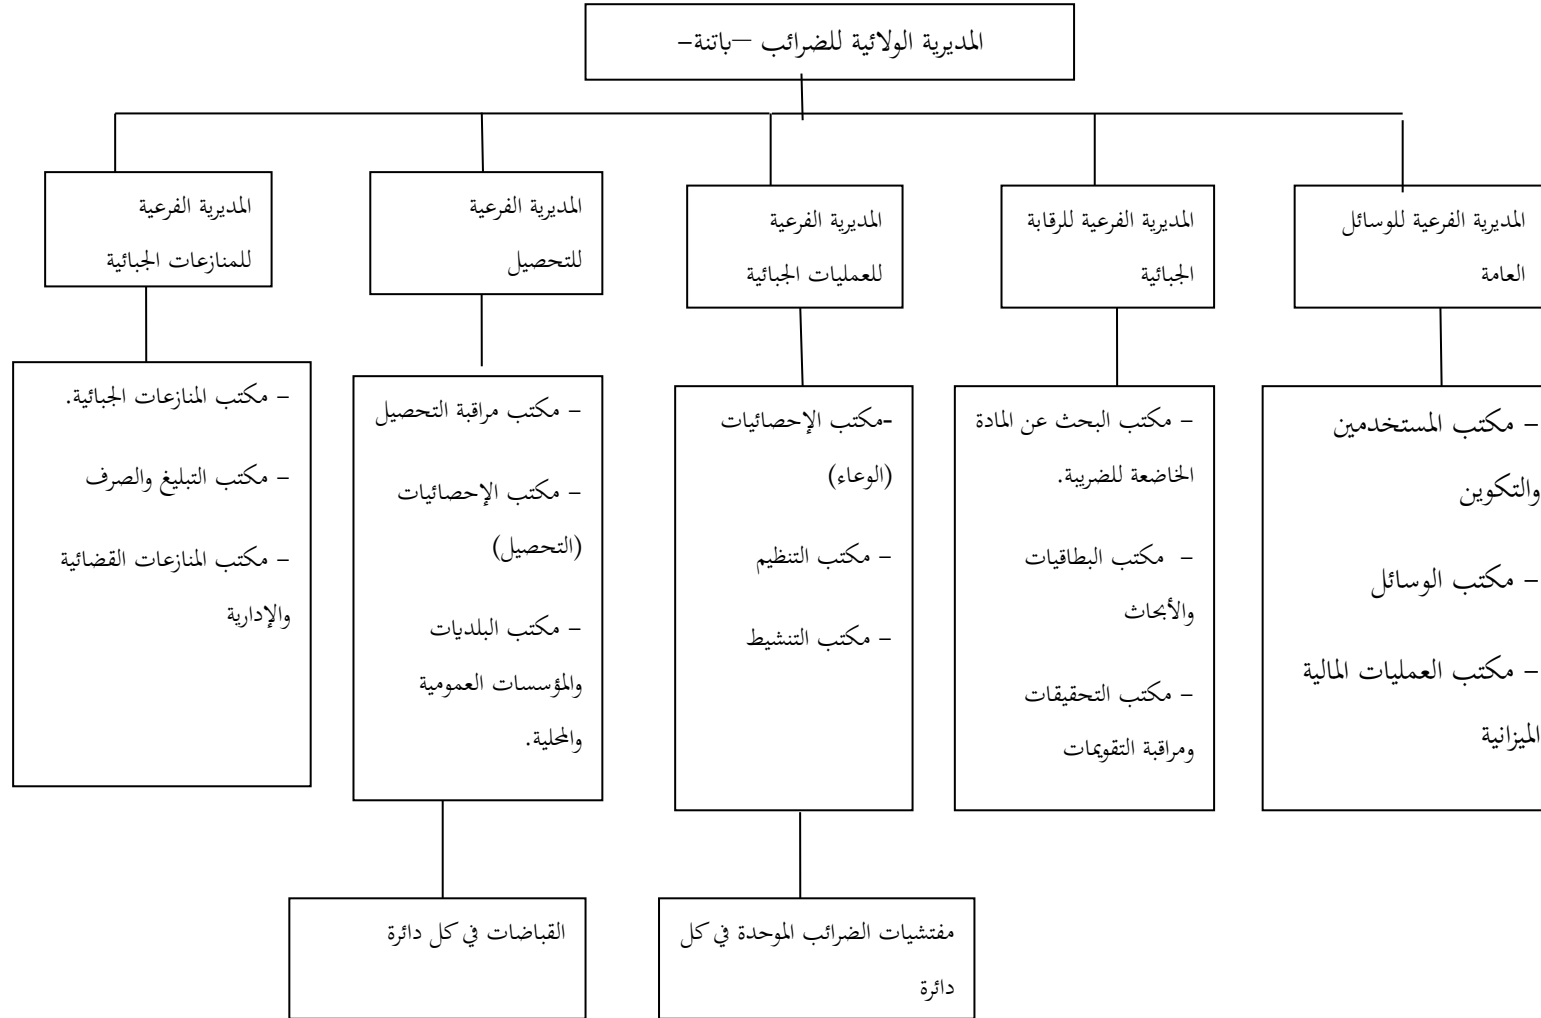 المديرية الولائية للضرائب –باتنة–
المديرية الفرعية للوسائل
العامة
المديرية الفرعية للرقابة
الجبائية
المديرية الفرعية
للعمليات الجبائية
المديرية الفرعية
للتحصيل
المديرية الفرعية
للمنازعات الجبائية
– مكتب المستخدمين
والتكوين
– مكتب الوسائل
– مكتب العمليات المالية
الميزانية
– مكتب البحث عن المادة
الخاضعة للضريبة.
– مكتب البطاقيات
والأبحاث
– مكتب التحقيقات
ومراقبة التقويمات
-مكتب الإحصائيات
(الوعاء)
– مكتب التنظيم
– مكتب التنشيط
– مكتب مراقبة التحصيل
– مكتب الإحصائيات
(التحصيل)
– مكتب البلديات
والمؤسسات العمومية
والمحلية.
– مكتب المنازعات الجبائية.
– مكتب التبليغ والصرف
– مكتب المنازعات القضائية
والإدارية
مفتشيات الضرائب الموحدة في كل
دائرة
القباضات في كل دائرة